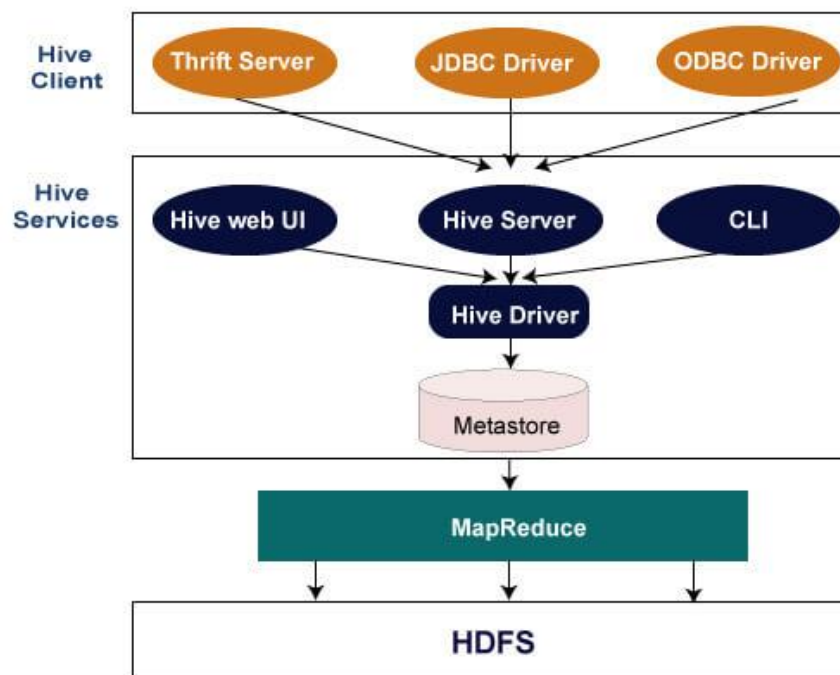 Hive
Client
Thrift Server
JDBC Driver
ODBC Driver
Hive
Services
Hive web UI
Hive Server
CLI
Hive Driver
Metastore
MapReduce
HDFS